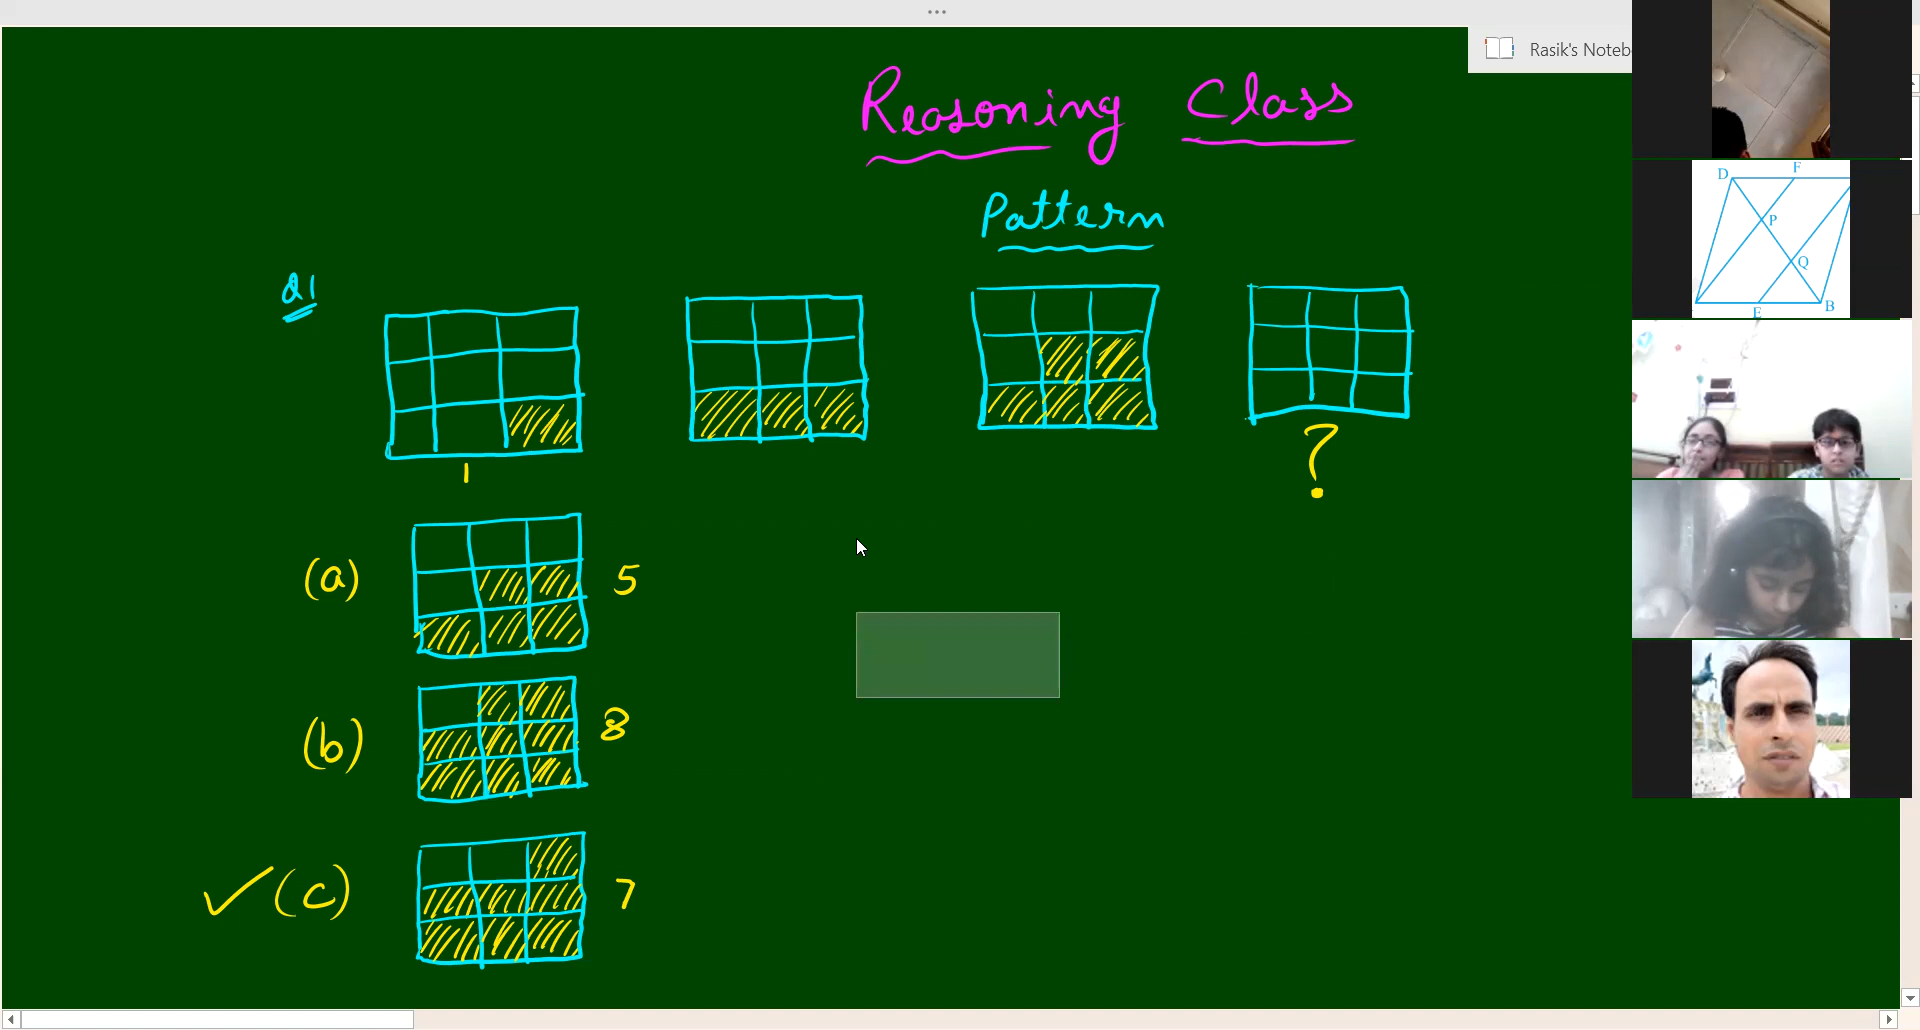 Rasik's Noteb
Reasoning Class
Pattern
Q1
1
?
(a) 5
(b) 8
✓ (c) 7
D F
P
Q
E B